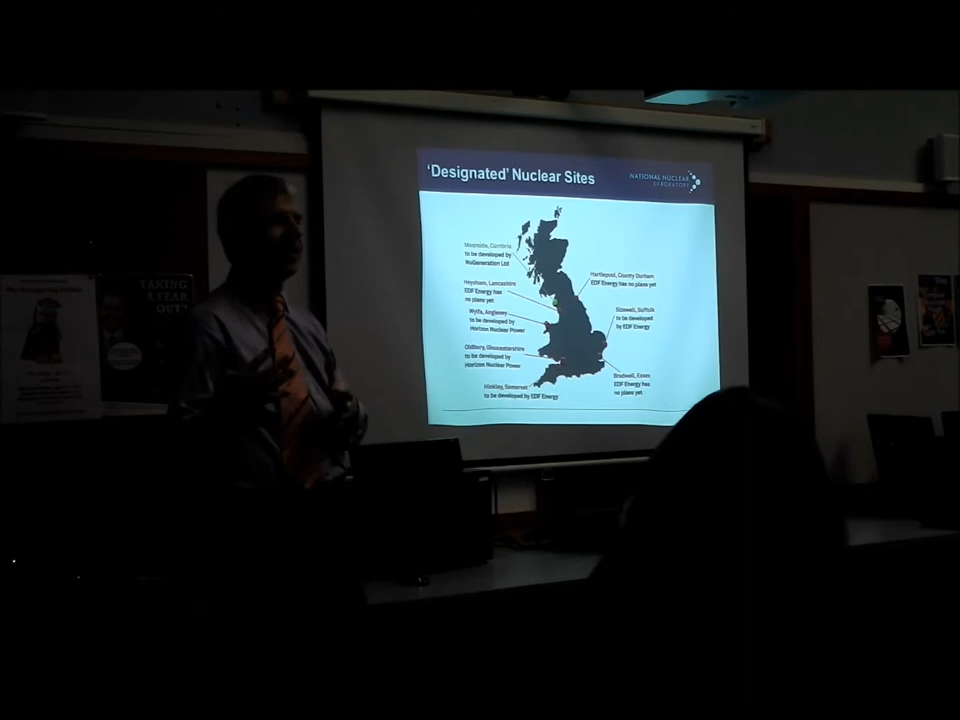 'Designated' Nuclear Sites
NATIONAL NUCLEAR
LABORATORY
Moorside, Cumbria
to be developed by
NuGeneration Ltd
Heysham, Lancashire
EDF Energy has
no plans yet
Wylfa, Anglesey
to be developed by
Horizon Nuclear Power
Oldbury, Gloucestershire
to be developed by
Horizon Nuclear Power
Hinkley, Somerset
to be developed by EDF Energy
Hartlepool, County Durham
EDF Energy has no plans yet
Sizewell, Suffolk
to be developed
by EDF Energy
Bradwell, Essex
EDF Energy has
no plans yet
TAKING
A YEAR
OUT?